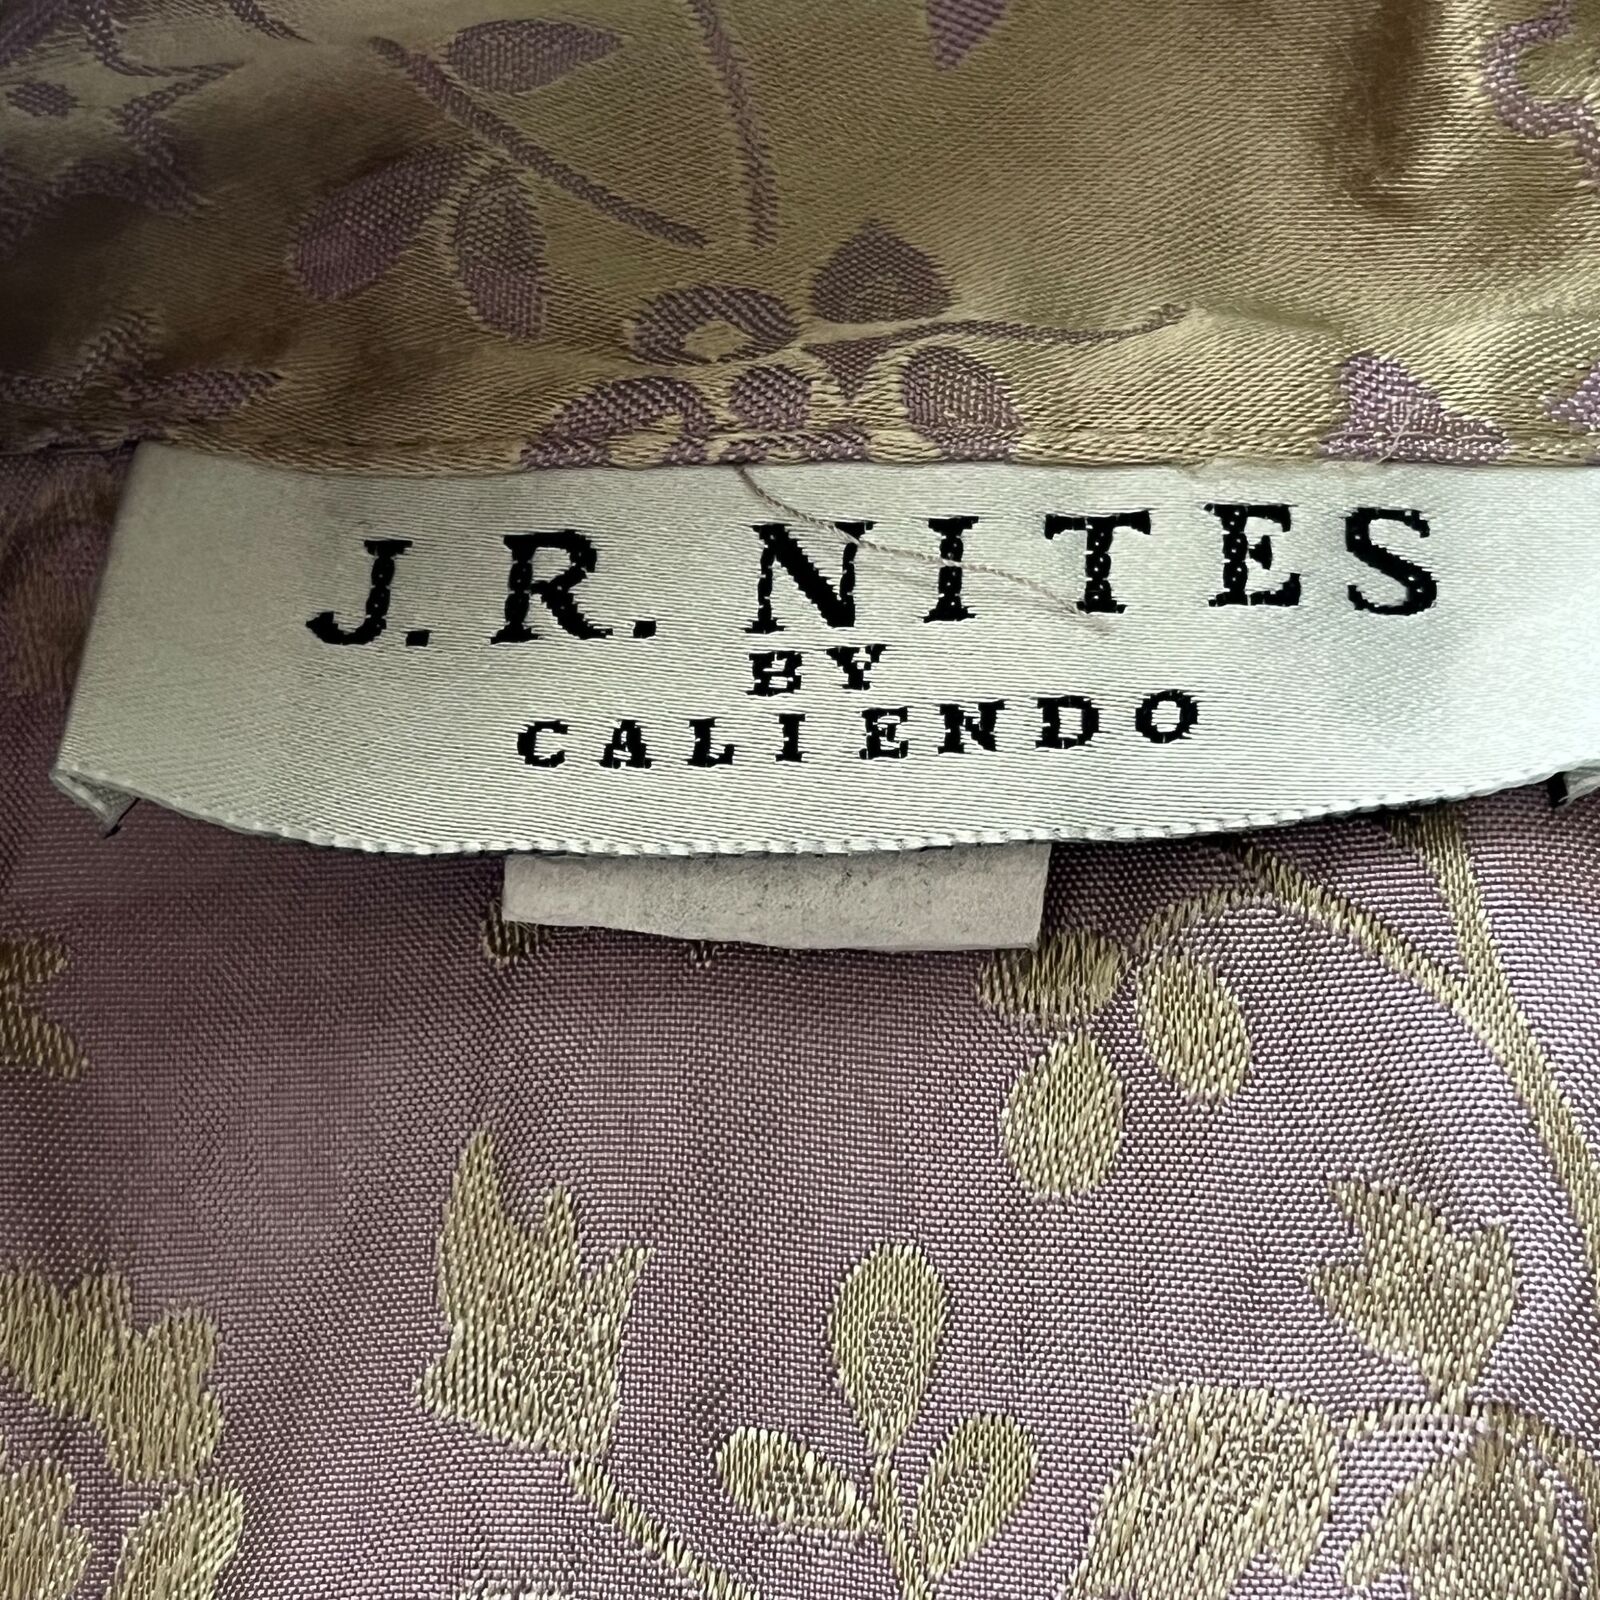 J.R. NITES
BY
CALIENDO